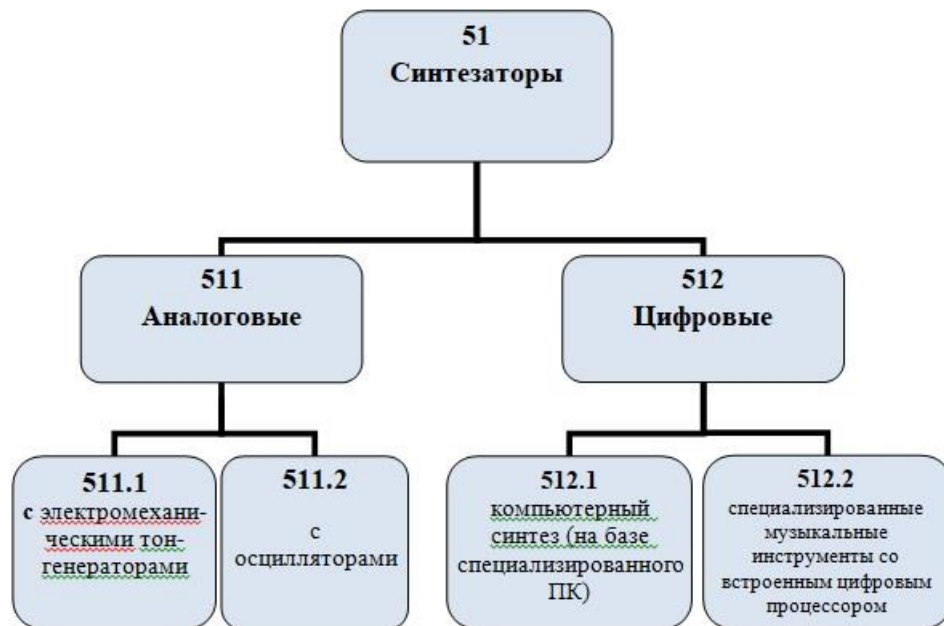 51
Синтезаторы
511
Аналоговые
512
Цифровые
511.1
с электромехани-
ческими тон-
генераторами
511.2
с
осцилляторами
512.1
компьютерный
синтез (на базе
специализированного
ПК)
512.2
специализированные
музыкальные
инструменты со
встроенным цифровым
процессором